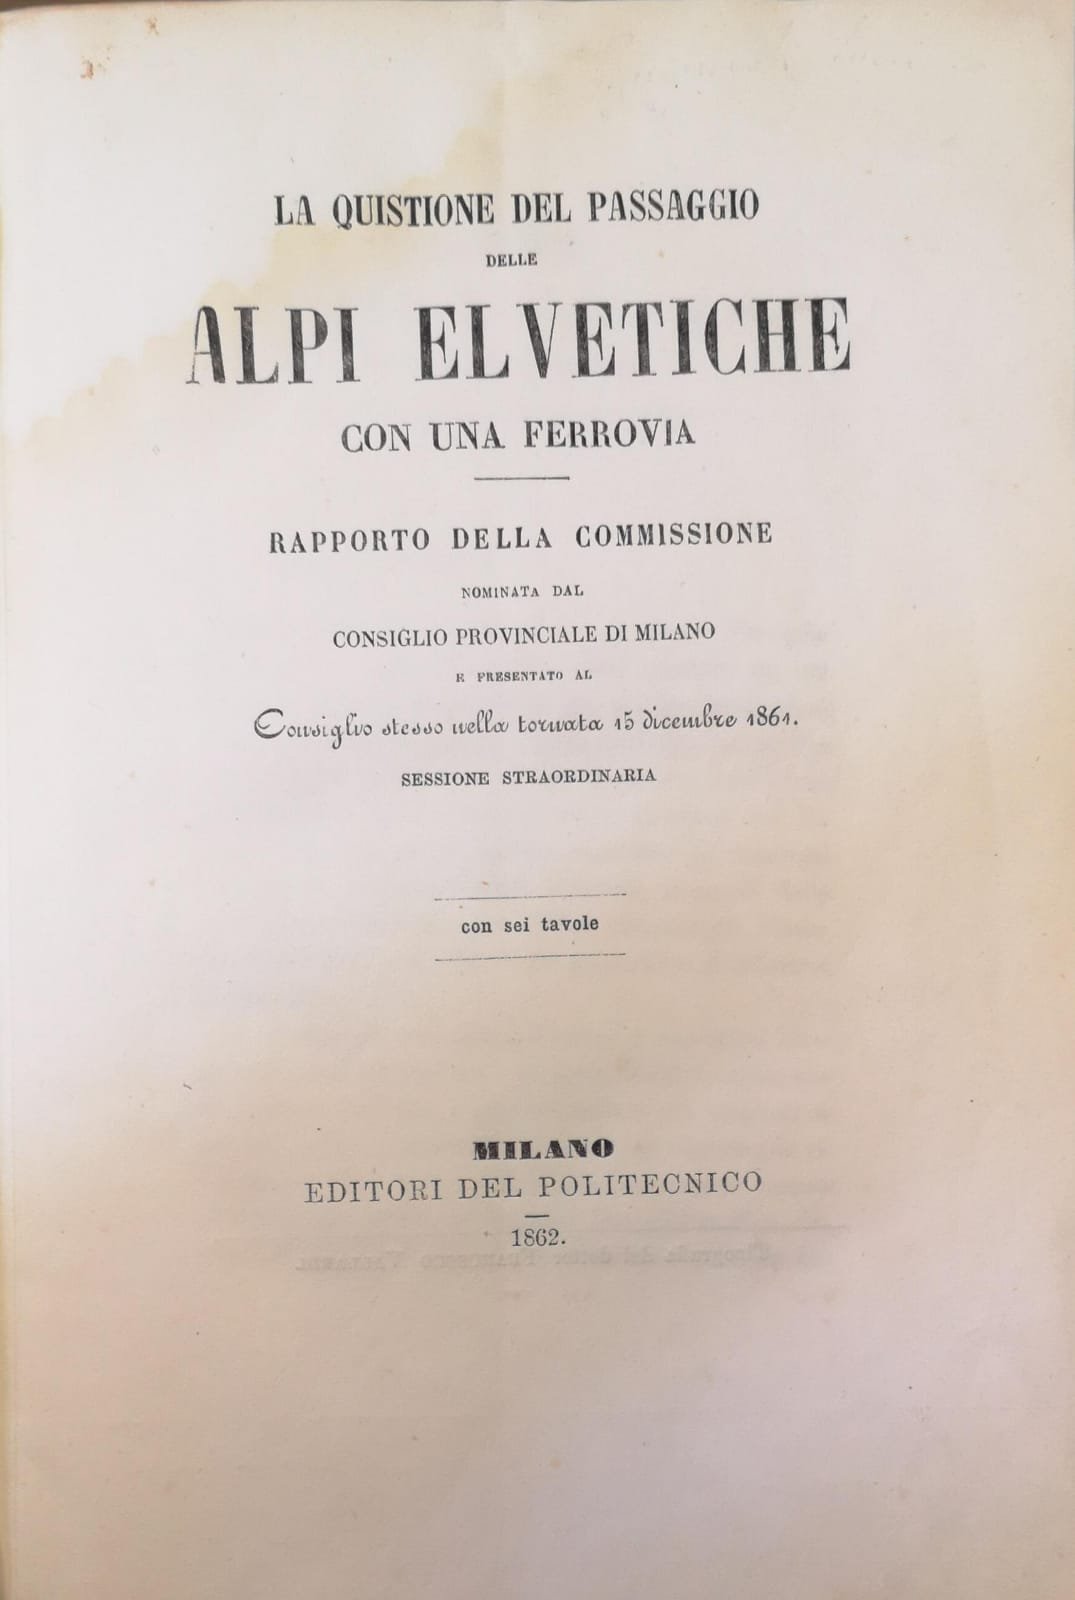 LA QUISTIONE DEL PASSAGGIO
DELLE
ALPI ELVETICHE
CON UNA FERROVIA
RAPPORTO DELLA COMMISSIONE
NOMINATA DAL
CONSIGLIO PROVINCIALE DI MILANO
E PRESENTATO AL
Consiglio stesso nella tornata 15 dicembre 1861.
SESSIONE STRAORDINARIA
con sei tavole
MILANO
EDITORI DEL POLITECNICO
1862.